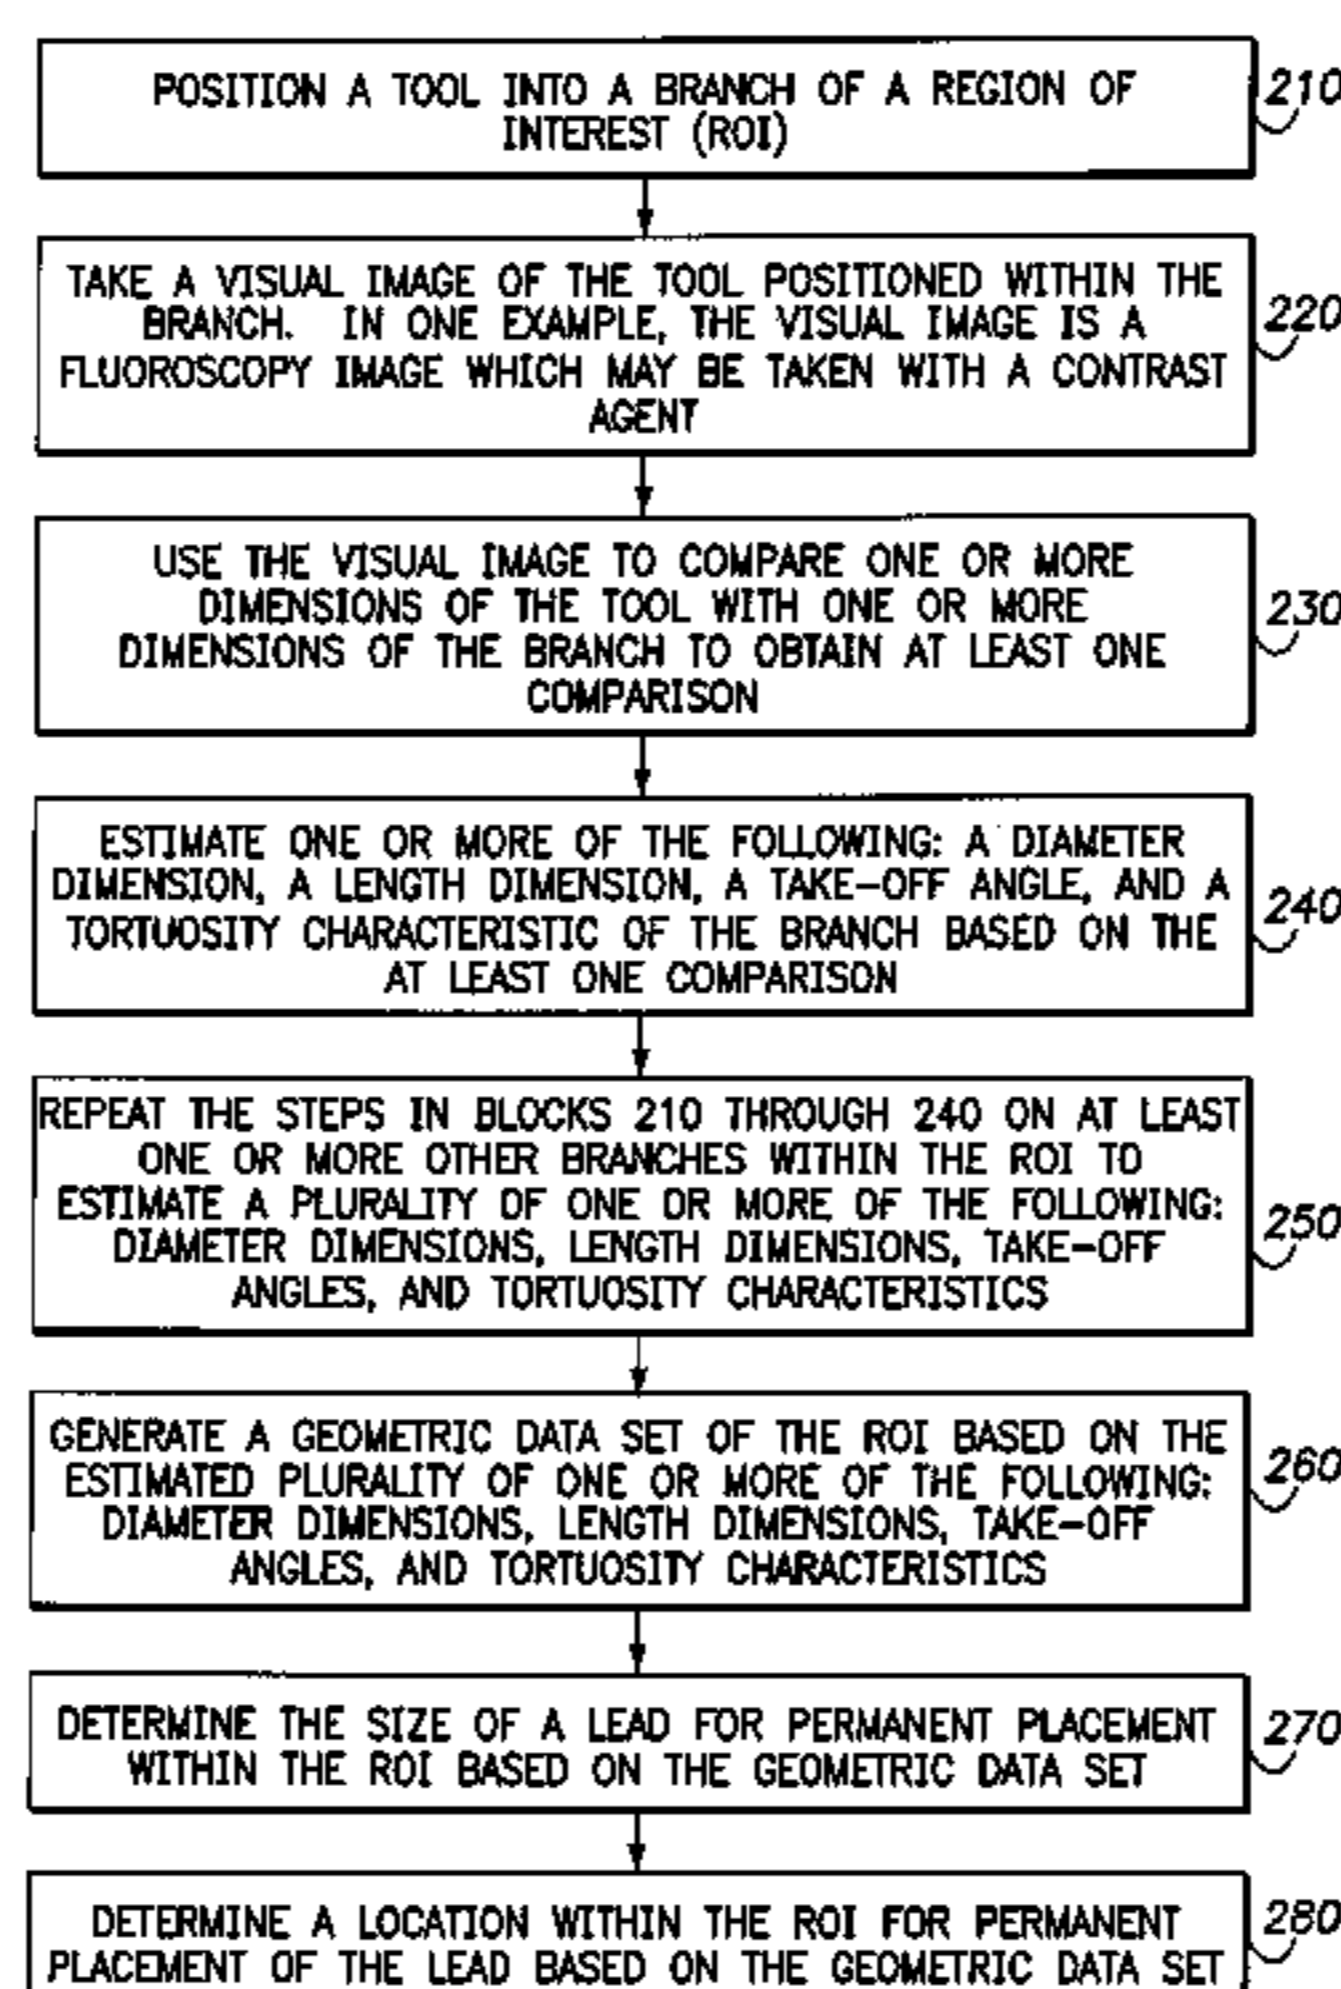 POSITION A TOOL INTO A BRANCH OF A REGION OF
INTEREST (ROI)
210
TAKE A VISUAL IMAGE OF THE TOOL POSITIONED WITHIN THE
BRANCH. IN ONE EXAMPLE, THE VISUAL IMAGE IS A
FLUOROSCOPY IMAGE WHICH MAY BE TAKEN WITH A CONTRAST
AGENT
220
USE THE VISUAL IMAGE TO COMPARE ONE OR MORE
DIMENSIONS OF THE TOOL WITH ONE OR MORE
DIMENSIONS OF THE BRANCH TO OBTAIN AT LEAST ONE
COMPARISON
230
ESTIMATE ONE OR MORE OF THE FOLLOWING: A DIAMETER
DIMENSION, A LENGTH DIMENSION, A TAKE-OFF ANGLE, AND A
TORTUOSITY CHARACTERISTIC OF THE BRANCH BASED ON THE
AT LEAST ONE COMPARISON
240
REPEAT THE STEPS IN BLOCKS 210 THROUGH 240 ON AT LEAST
ONE OR MORE OTHER BRANCHES WITHIN THE ROI TO
ESTIMATE A PLURALITY OF ONE OR MORE OF THE FOLLOWING:
DIAMETER DIMENSIONS, LENGTH DIMENSIONS, TAKE-OFF
ANGLES, AND TORTUOSITY CHARACTERISTICS
250
GENERATE A GEOMETRIC DATA SET OF THE ROI BASED ON THE
ESTIMATED PLURALITY OF ONE OR MORE OF THE FOLLOWING:
DIAMETER DIMENSIONS, LENGTH DIMENSIONS, TAKE-OFF
ANGLES, AND TORTUOSITY CHARACTERISTICS
260
DETERMINE THE SIZE OF A LEAD FOR PERMANENT PLACEMENT
WITHIN THE ROI BASED ON THE GEOMETRIC DATA SET
270
DETERMINE A LOCATION WITHIN THE ROI FOR PERMANENT
PLACEMENT OF THE LEAD BASED ON THE GEOMETRIC DATA SET
280